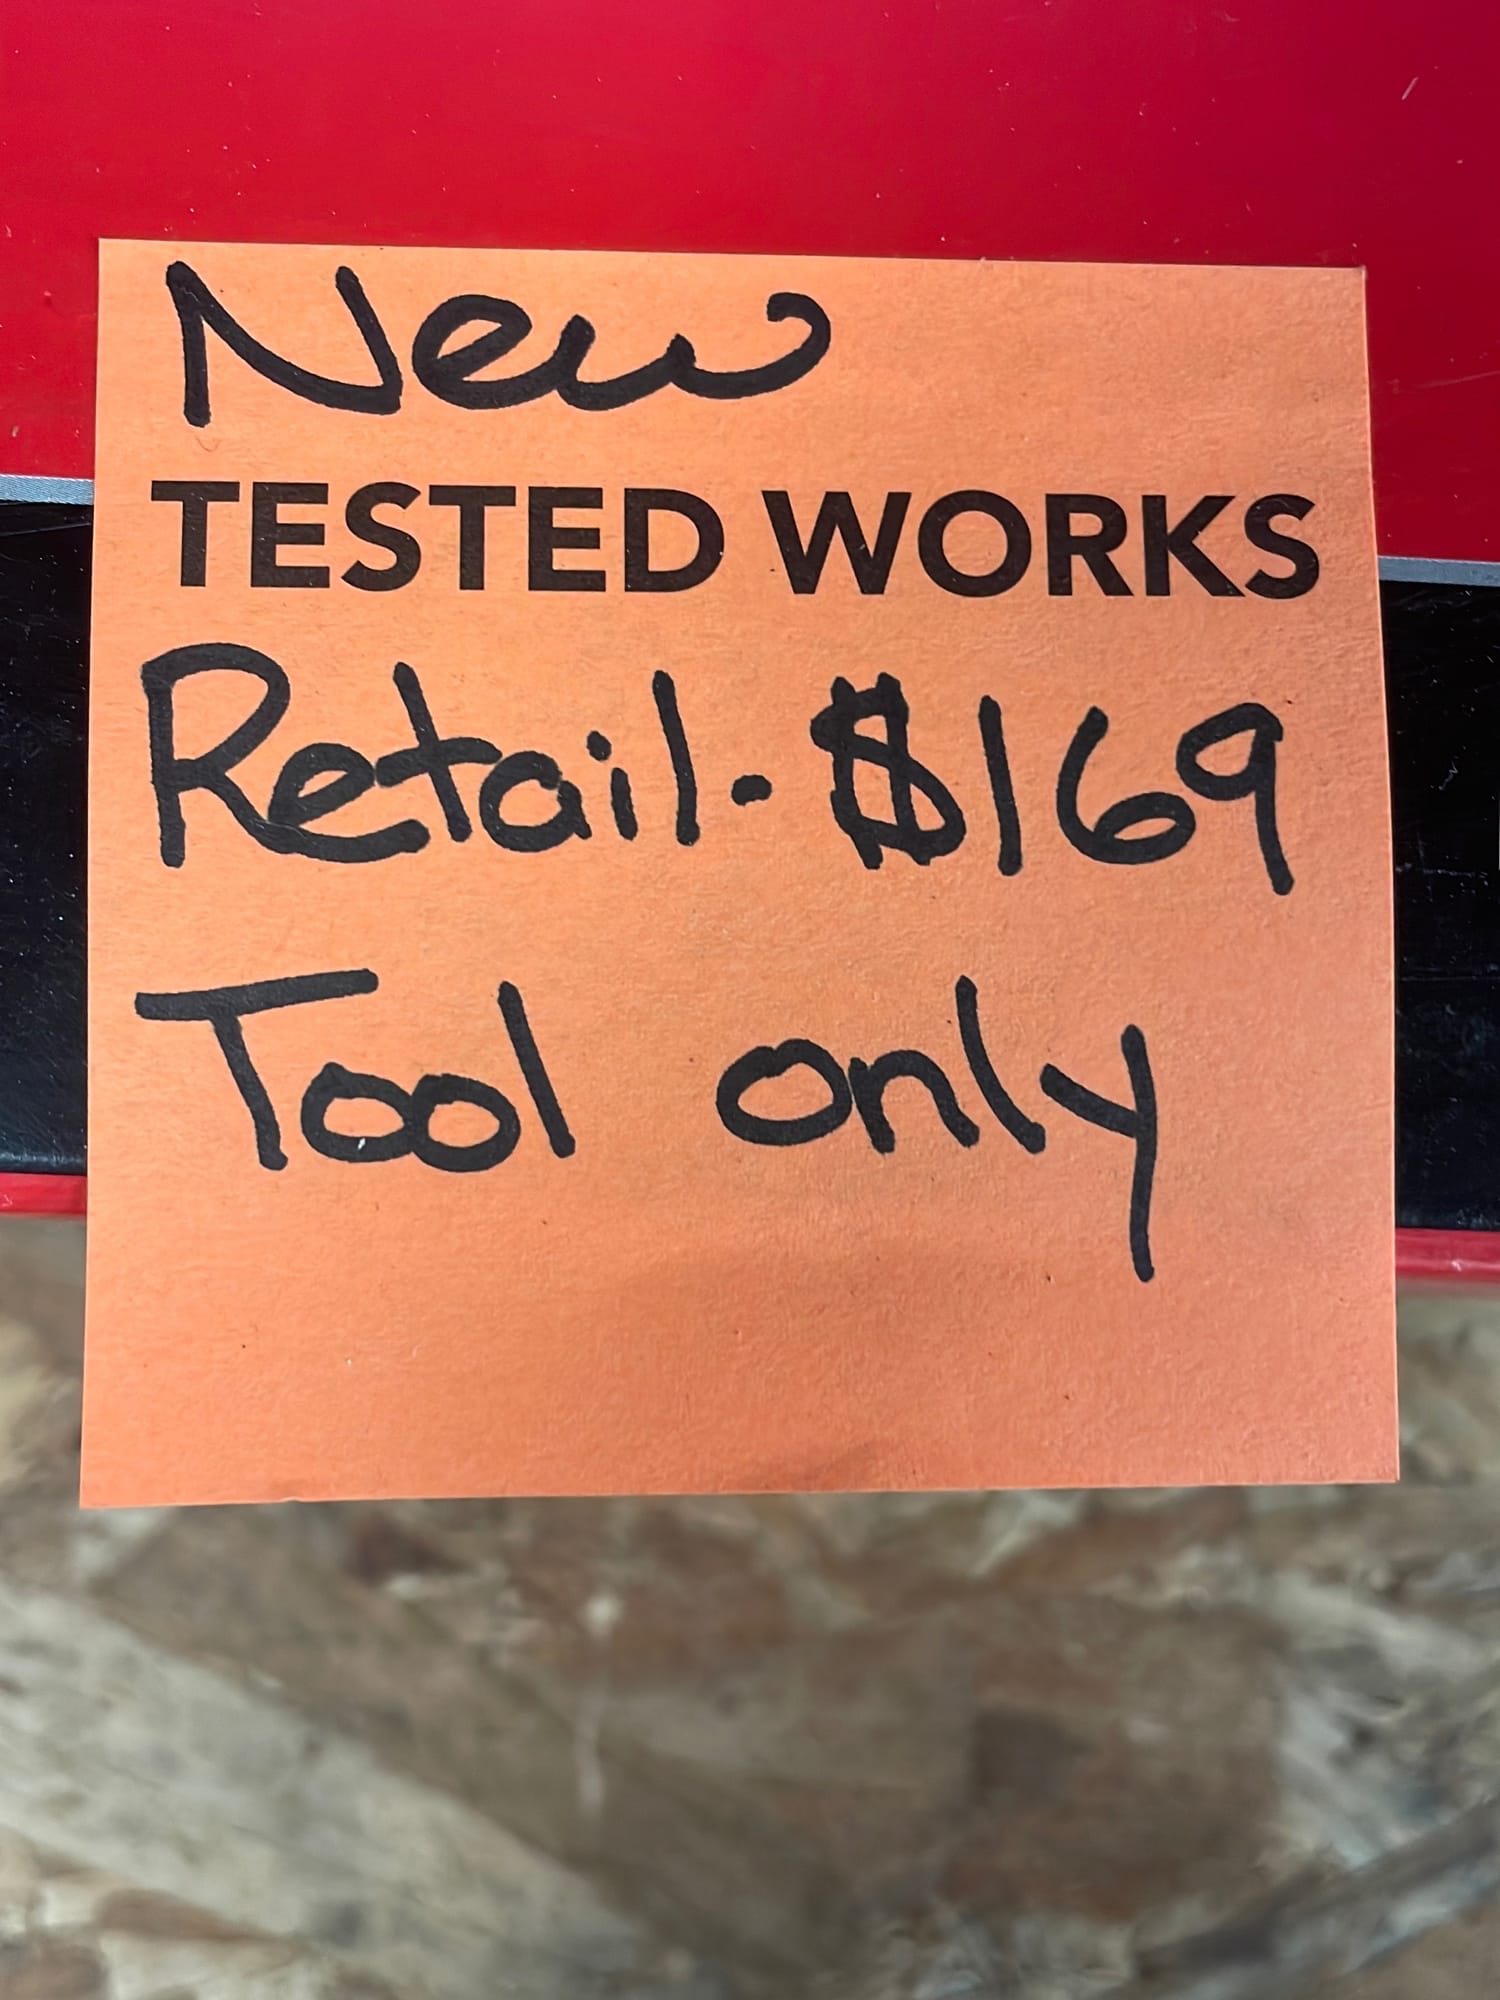 New
TESTED WORKS
Retail - $169
Tool only